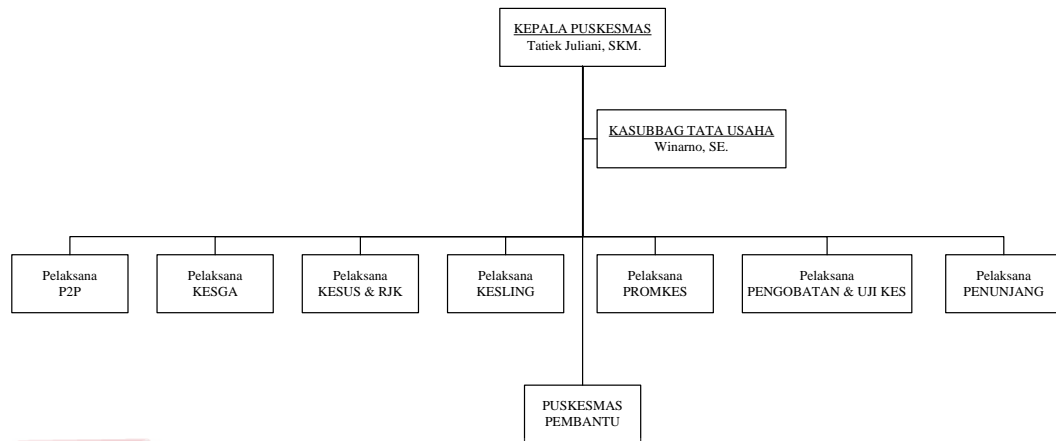 KEPALA PUSKESMAS
Tatiek Juliani, SKM.
KASUBBAG TATA USAHA
Winarno, SE.
Pelaksana
P2P
Pelaksana
KESGA
Pelaksana
KESUS & RJK
Pelaksana
KESLING
Pelaksana
PROMKES
Pelaksana
PENGOBATAN & UJI KES
Pelaksana
PENUNJANG
PUSKESMAS
PEMBANTU